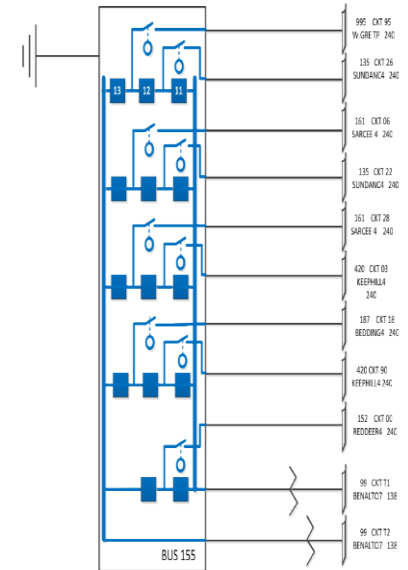 995 CKT 95
W.GRE TP 240
13 12 11
135 CKT 26
SUNDANC4 240
161 CKT 06
SARCEE 4 240
135 CKT 22
SUNDANC4 240
161 CKT 28
SARCEE 4 240
420 CKT 03
KEEPHILL4
240
187 CKT 18
BEDDING4 240
420 CKT 90
KEEPHILL4 240
152 CKT 00
REDDEER4 240
99 CKT T1
BENALTO7 138
99 CKT T2
BENALTO7 138
BUS 155